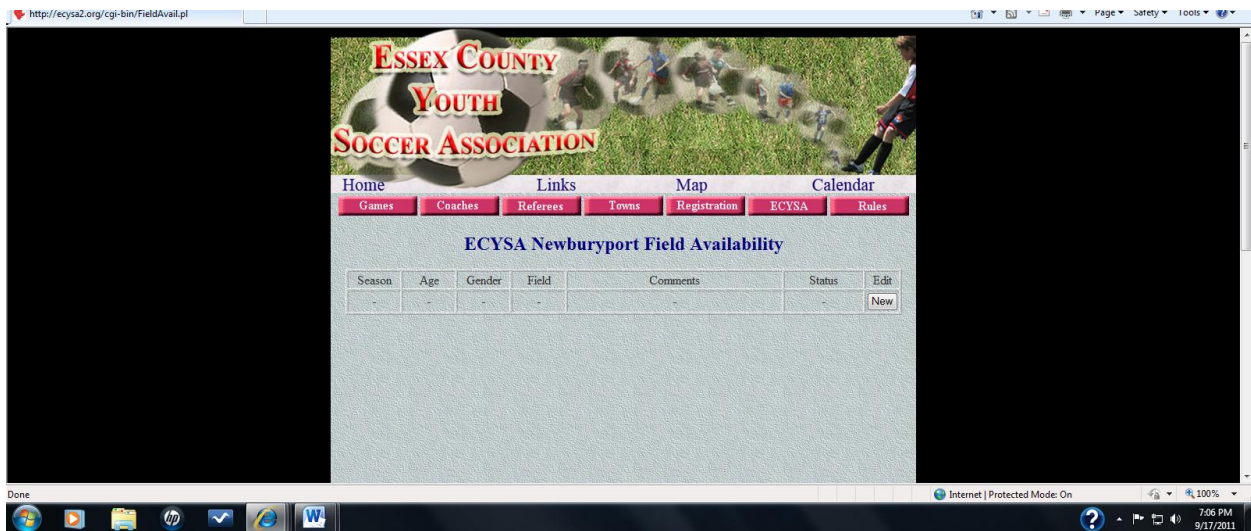 http://ecysa2.org/cgi-bin/FieldAvail.pl
Page Safety Tools
ESSEX COUNTY
YOUTH
SOCCER ASSOCIATION
Home Links Map Calendar
Games Coaches Referees Towns Registration ECYSA Rules
ECYSA Newburyport Field Availability
Season Age Gender Field Comments Status Edit
- - - - - - New
Done Internet | Protected Mode: On 100%
hp W ? 7:06 PM
9/17/2011